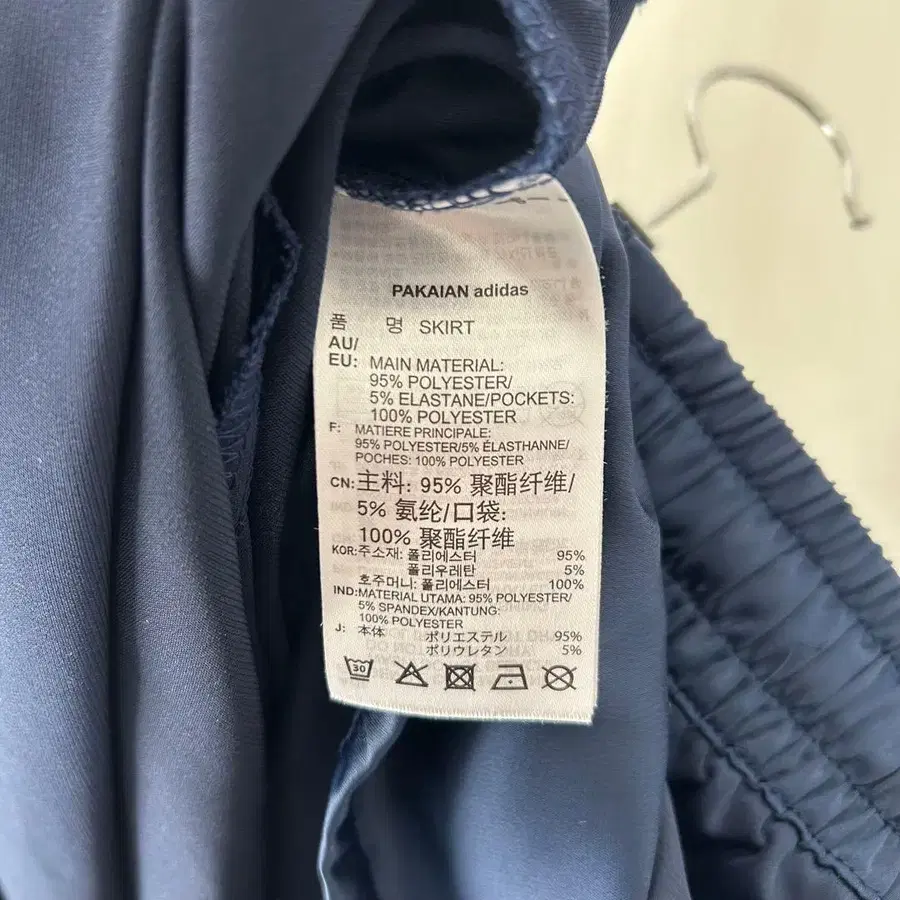 PAKAIAN adidas
품 명 SKIRT
AU/
EU: MAIN MATERIAL:
95% POLYESTER/
5% ELASTANE/POCKETS:
100% POLYESTER
F: MATIERE PRINCIPALE:
95% POLYESTER/5% ÉLASTHANNE/
POCHES: 100% POLYESTER
CN: 主料: 95% 聚酯纤维/
5% 氨纶/口袋:
100% 聚酯纤维
KOR: 주소재: 폴리에스터 95%
폴리우레탄 5%
호주머니: 폴리에스터 100%
IND: MATERIAL UTAMA: 95% POLYESTER/
5% SPANDEX/KANTUNG:
100% POLYESTER
J: 本体 ポリエステル 95%
ポリウレタン 5%
30